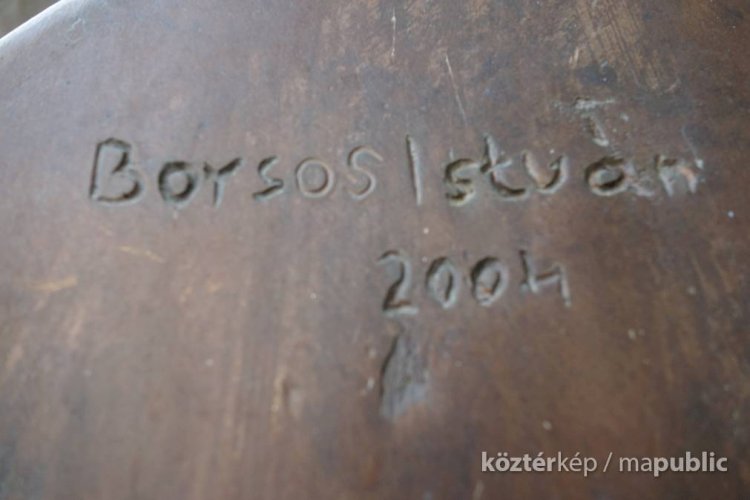 Borsos István
2004
köztérkép / mapublic